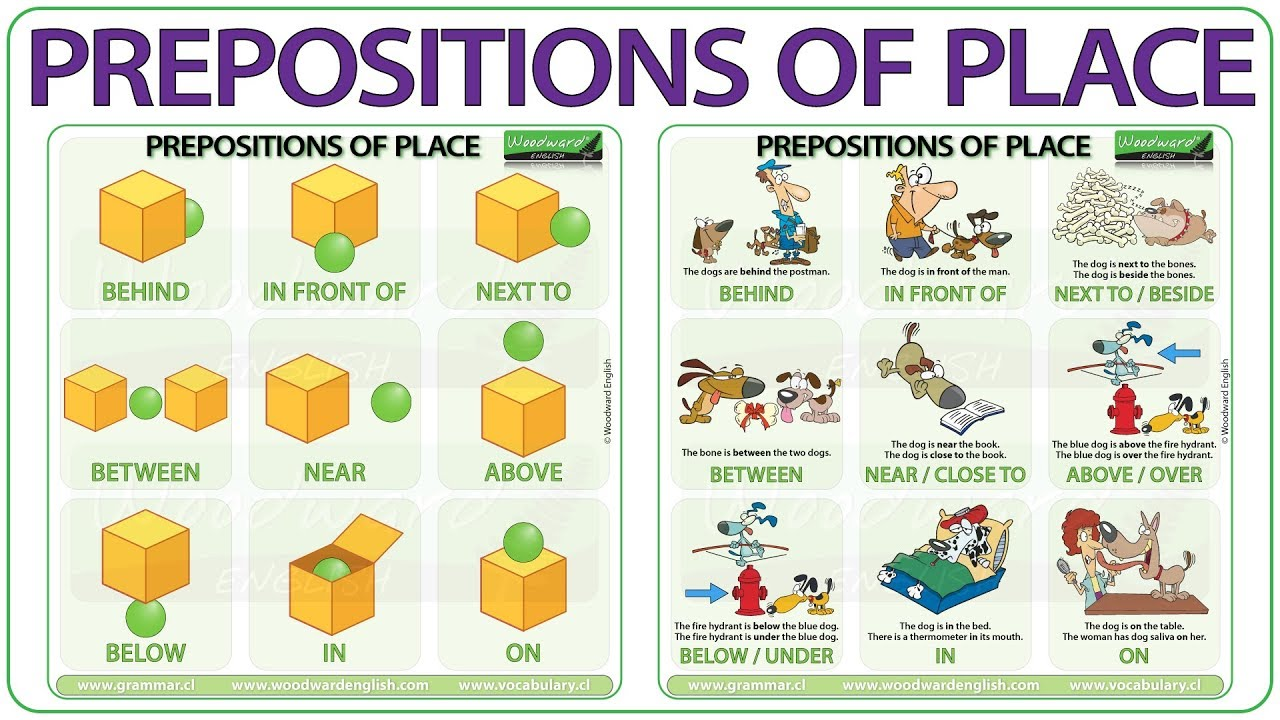 PREPOSITIONS OF PLACE
PREPOSITIONS OF PLACE
Woodward®
ENGLISH
BEHIND
IN FRONT OF
NEXT TO
BETWEEN
NEAR
ABOVE
BELOW
IN
ON
© Woodward English
Woodward
ENGLISH
www.grammar.cl
www.woodwardenglish.com
www.vocabulary.cl
PREPOSITIONS OF PLACE
Woodward®
ENGLISH
The dogs are behind the postman.
BEHIND
The dog is in front of the man.
IN FRONT OF
zzzzzz
The dog is next to the bones.
The dog is beside the bones.
NEXT TO / BESIDE
The bone is between the two dogs.
BETWEEN
The dog is near the book.
The dog is close to the book.
NEAR / CLOSE TO
The blue dog is above the fire hydrant.
The blue dog is over the fire hydrant.
ABOVE / OVER
The fire hydrant is below the blue dog.
The fire hydrant is under the blue dog.
BELOW / UNDER
The dog is in the bed.
There is a thermometer in its mouth.
IN
The dog is on the table.
The woman has dog saliva on her.
ON
© Woodward English
Woodward
ENGLISH
www.grammar.cl
www.woodwardenglish.com
www.vocabulary.cl